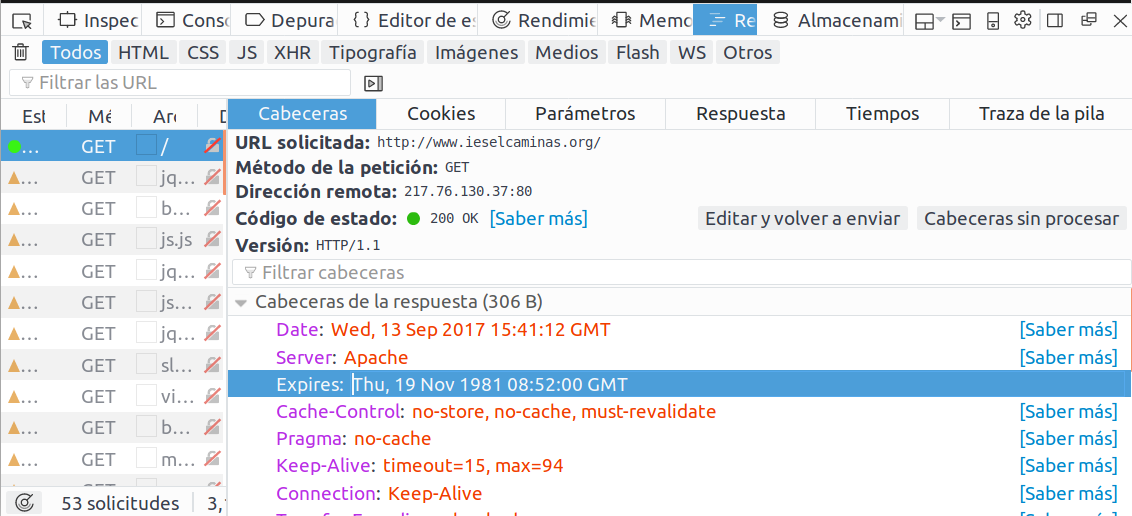 Inspec Conso Depura {} Editor de es Rendimie Memo Re Almacenami
Todos HTML CSS JS XHR Tipografía Imágenes Medios Flash WS Otros
Filtrar las URL
Est Mé Arc D Cabeceras Cookies Parámetros Respuesta Tiempos Traza de la pila
... GET /
... GET jq...
... GET b...
... GET js.js
... GET jq...
... GET js...
... GET jq...
... GET sl...
... GET vi...
... GET b...
... GET m...
53 solicitudes 3,
URL solicitada: http://www.ieselcaminas.org/
Método de la petición: GET
Dirección remota: 217.76.130.37:80
Código de estado: 200 OK [Saber más] Editar y volver a enviar Cabeceras sin procesar
Versión: HTTP/1.1
Filtrar cabeceras
Cabeceras de la respuesta (306 B)
Date: Wed, 13 Sep 2017 15:41:12 GMT [Saber más]
Server: Apache [Saber más]
Expires: Thu, 19 Nov 1981 08:52:00 GMT
Cache-Control: no-store, no-cache, must-revalidate [Saber más]
Pragma: no-cache [Saber más]
Keep-Alive: timeout=15, max=94 [Saber más]
Connection: Keep-Alive [Saber más]